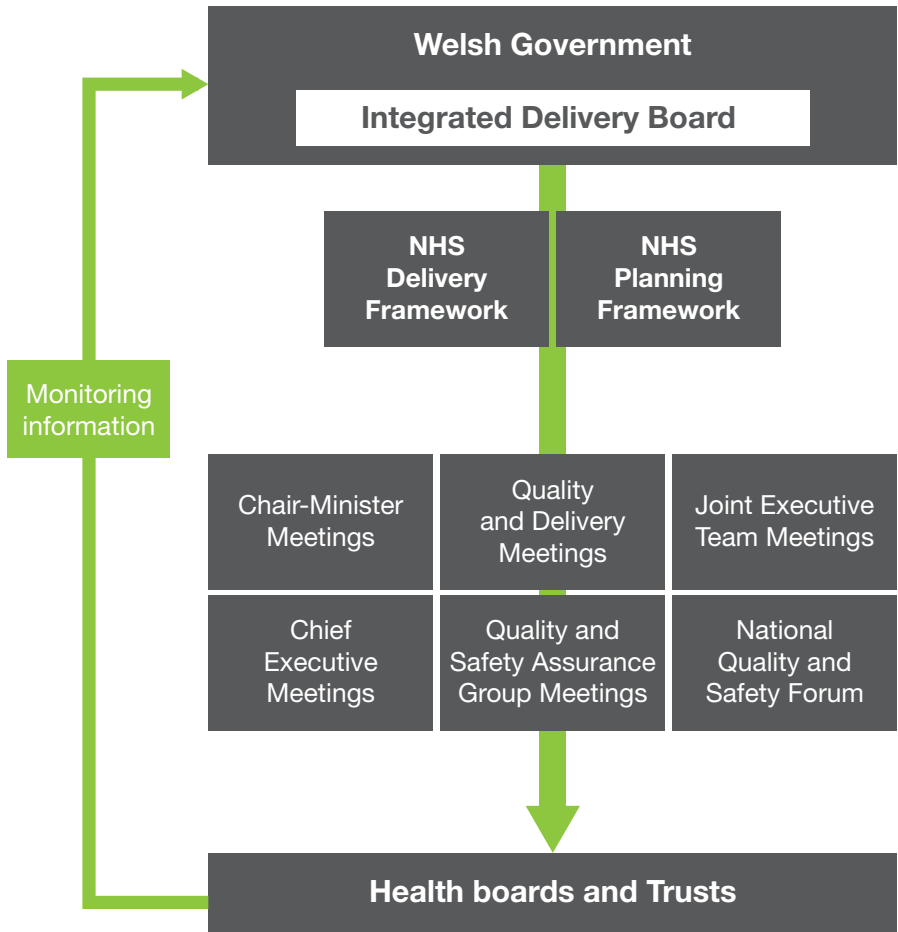 Welsh Government
Integrated Delivery Board
NHS
Delivery
Framework
NHS
Planning
Framework
Monitoring
information
Chair-Minister
Meetings
Quality
and Delivery
Meetings
Joint Executive
Team Meetings
Chief
Executive
Meetings
Quality and
Safety Assurance
Group Meetings
National
Quality and
Safety Forum
Health boards and Trusts